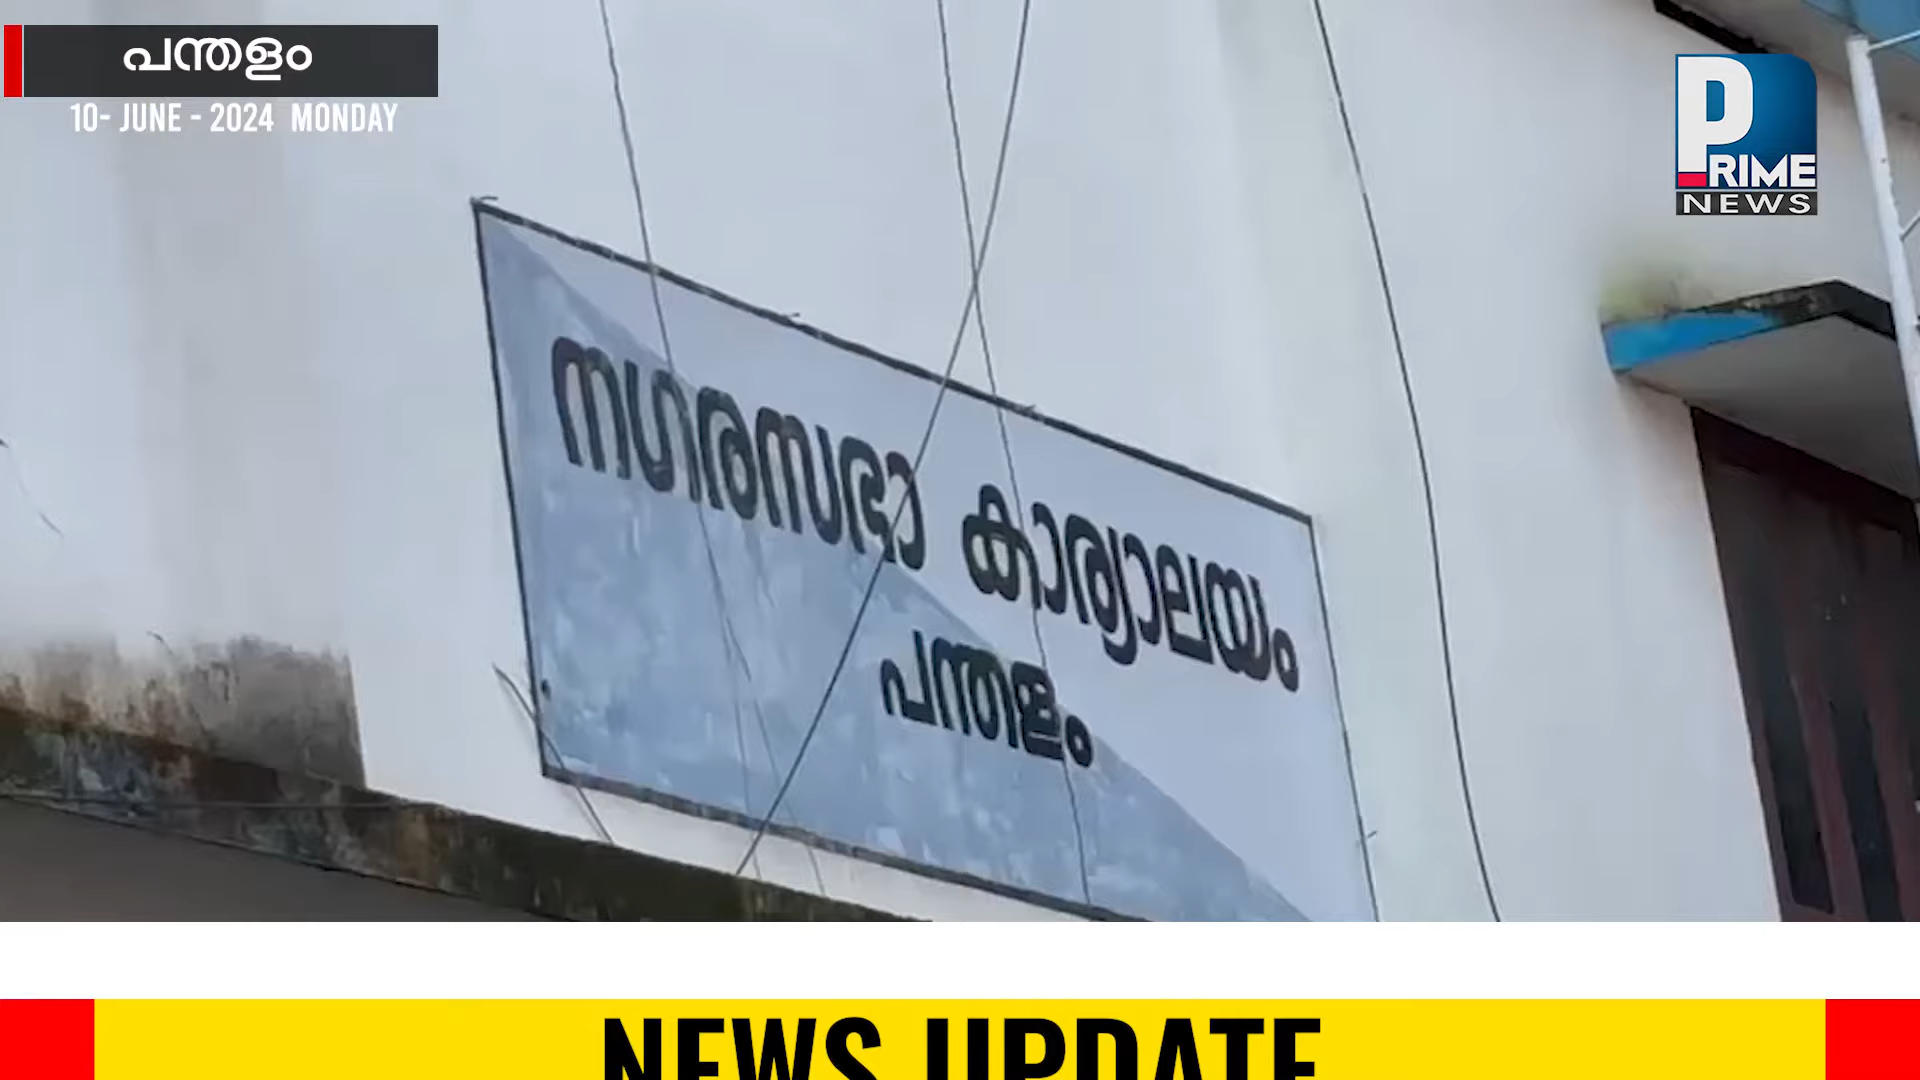 പന്തളം
10- JUNE - 2024 MONDAY
PRIME
NEWS
നഗരസഭാ കാര്യാലയം
പന്തളം
NEWS UPDATE